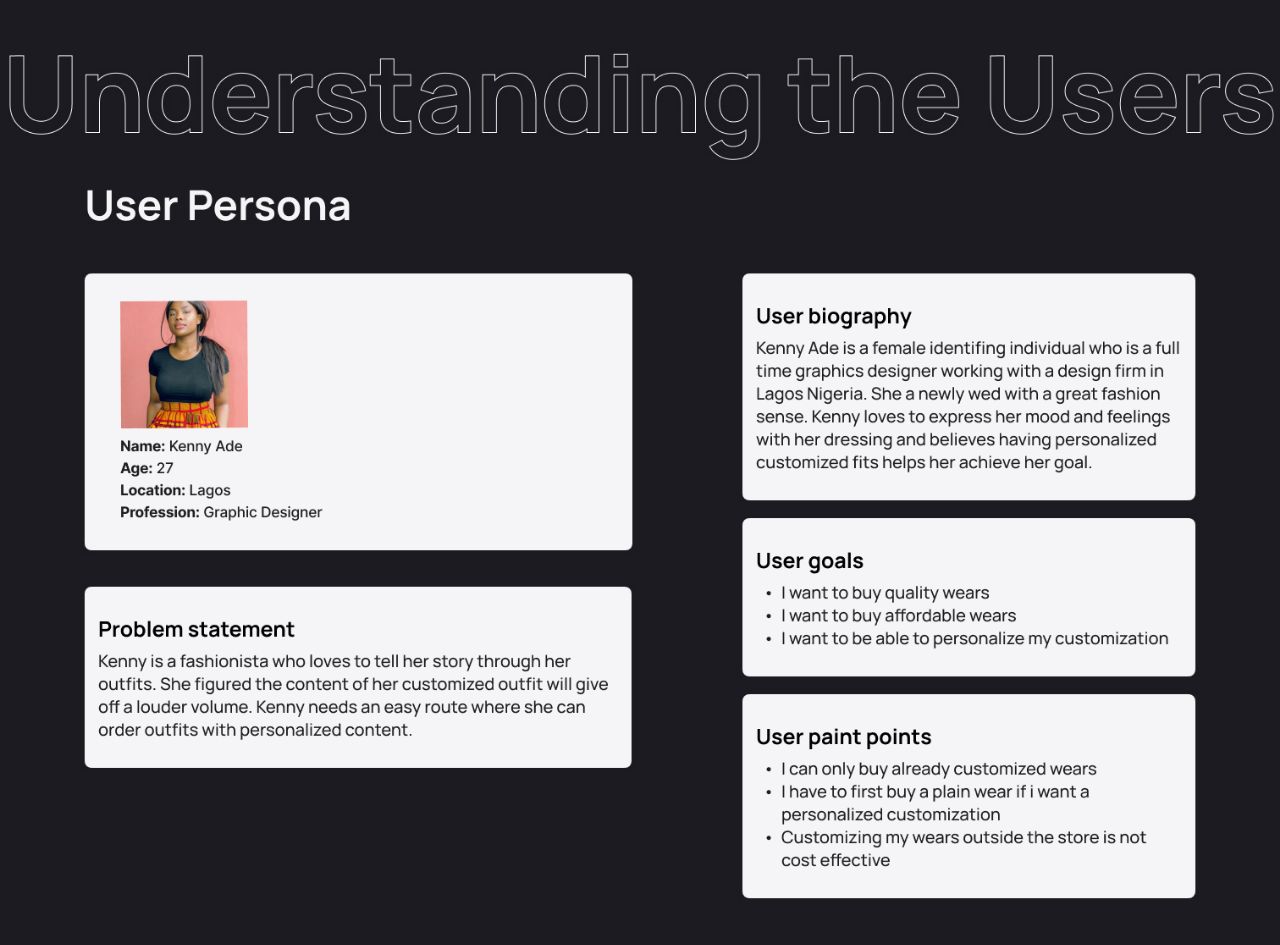 Understanding the Users
User Persona
Name: Kenny Ade
Age: 27
Location: Lagos
Profession: Graphic Designer
Problem statement
Kenny is a fashionista who loves to tell her story through her
outfits. She figured the content of her customized outfit will give
off a louder volume. Kenny needs an easy route where she can
order outfits with personalized content.
User biography
Kenny Ade is a female identifing individual who is a full
time graphics designer working with a design firm in
Lagos Nigeria. She a newly wed with a great fashion
sense. Kenny loves to express her mood and feelings
with her dressing and believes having personalized
customized fits helps her achieve her goal.
User goals
• I want to buy quality wears
• I want to buy affordable wears
• I want to be able to personalize my customization
User paint points
• I can only buy already customized wears
• I have to first buy a plain wear if i want a
personalized customization
• Customizing my wears outside the store is not
cost effective